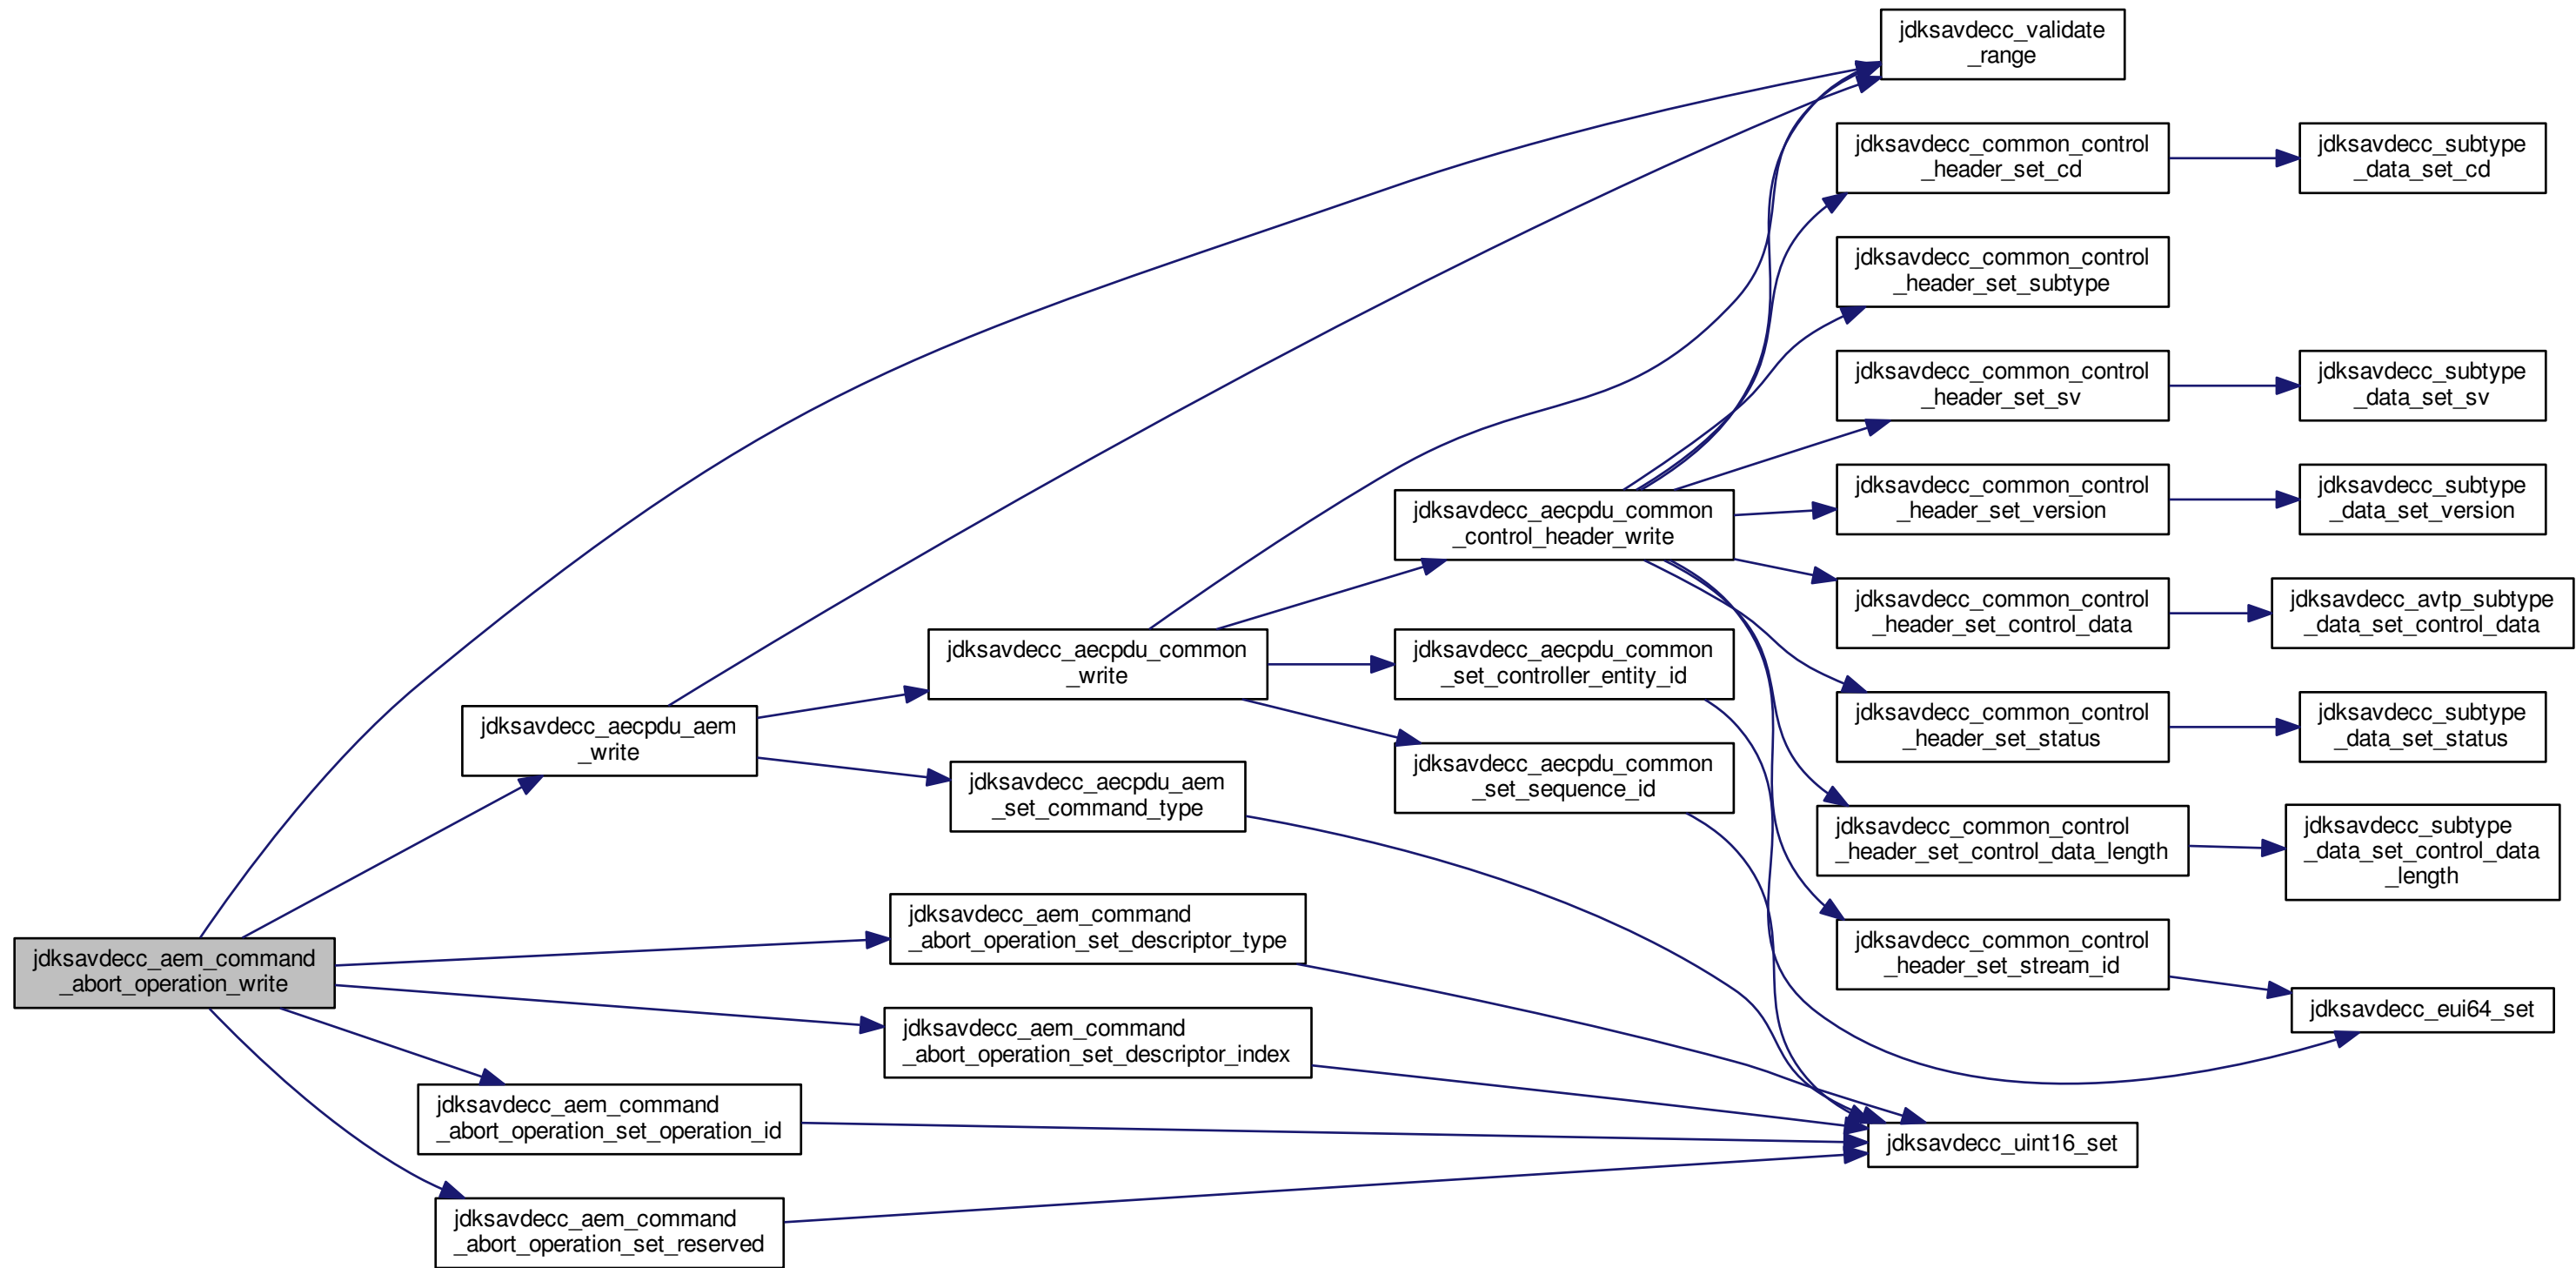 jdksavdecc_aem_command
_abort_operation_write
jdksavdecc_aecpdu_aem
_write
jdksavdecc_aem_command
_abort_operation_set_operation_id
jdksavdecc_aem_command
_abort_operation_set_reserved
jdksavdecc_aecpdu_common
_write
jdksavdecc_aecpdu_aem
_set_command_type
jdksavdecc_aem_command
_abort_operation_set_descriptor_type
jdksavdecc_aem_command
_abort_operation_set_descriptor_index
jdksavdecc_aecpdu_common
_control_header_write
jdksavdecc_aecpdu_common
_set_controller_entity_id
jdksavdecc_aecpdu_common
_set_sequence_id
jdksavdecc_validate
_range
jdksavdecc_common_control
_header_set_cd
jdksavdecc_common_control
_header_set_subtype
jdksavdecc_common_control
_header_set_sv
jdksavdecc_common_control
_header_set_version
jdksavdecc_common_control
_header_set_control_data
jdksavdecc_common_control
_header_set_status
jdksavdecc_common_control
_header_set_control_data_length
jdksavdecc_common_control
_header_set_stream_id
jdksavdecc_uint16_set
jdksavdecc_subtype
_data_set_cd
jdksavdecc_subtype
_data_set_sv
jdksavdecc_subtype
_data_set_version
jdksavdecc_avtp_subtype
_data_set_control_data
jdksavdecc_subtype
_data_set_status
jdksavdecc_subtype
_data_set_control_data
_length
jdksavdecc_eui64_set